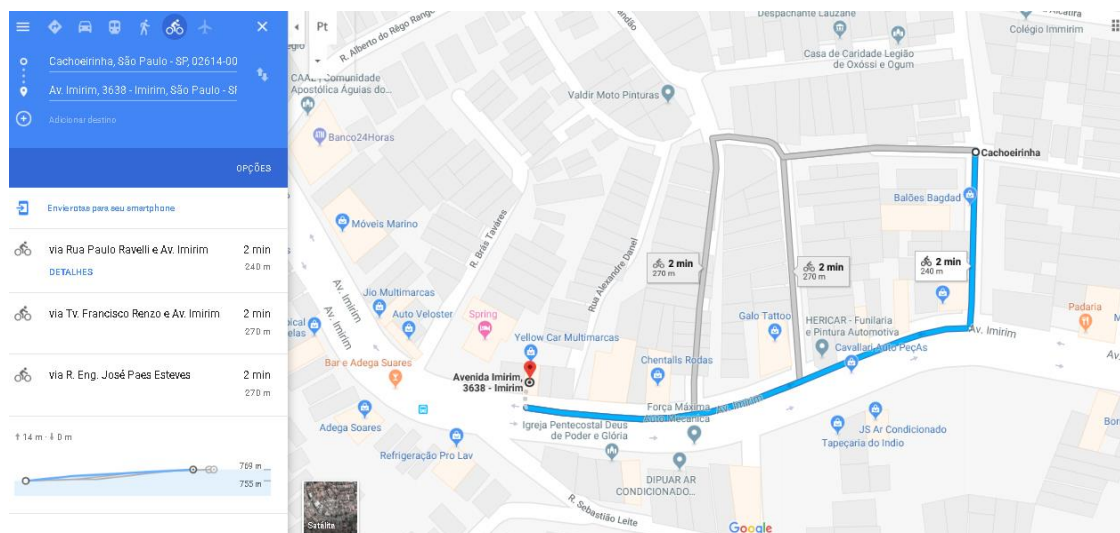 Cachoeirinha, São Paulo - SP, 02614-00
Av. Imirim, 3638 - Imirim, São Paulo - SI
Adicionar destino
OPÇÕES
Envie rotas para seu smartphone
via Rua Paulo Ravelli e Av. Imirim 2 min
DETALHES 240 m
via Tv. Francisco Renzo e Av. Imirim 2 min
270 m
via R. Eng. José Paes Esteves 2 min
270 m
14 m · 0 m
769 m
755 m
Pt
R. Alberto do Rêgo Rangel
CAAL Comunidade
Apostólica Águias do...
Banco24Horas
Móveis Marino
Av. Imirim
Av. Imirim
Jio Multimarcas
Auto Veloster
Bar e Adega Suares
Adega Soares
Refrigeração Pro Lav
R. Brás Tavares
Spring
Yellow Car Multimarcas
Avenida Imirim,
3638 - Imirim
Rua Alexandre Daniel
Valdir Moto Pinturas
Despachante Lauzane
Casa de Caridade Legião
de Oxóssi e Ogum
Colégio Immirim
Cachoeirinha
Balões Bagdad
2 min
270 m
2 min
270 m
2 min
240 m
Galo Tattoo
HERICAR - Funilaria
e Pintura Automotiva
Cavallari Auto PeçAs
Chentalls Rodas
Padaria
Av. Imirim
Av. Imirim
Força Máxima
Auto Mecânica
Igreja Pentecostal Deus
de Poder e Glória
JS Ar Condicionado
Tapeçaria do Indio
DIPUAR AR
CONDICIONADO...
R. Sebastião Leite
Satélite
Google